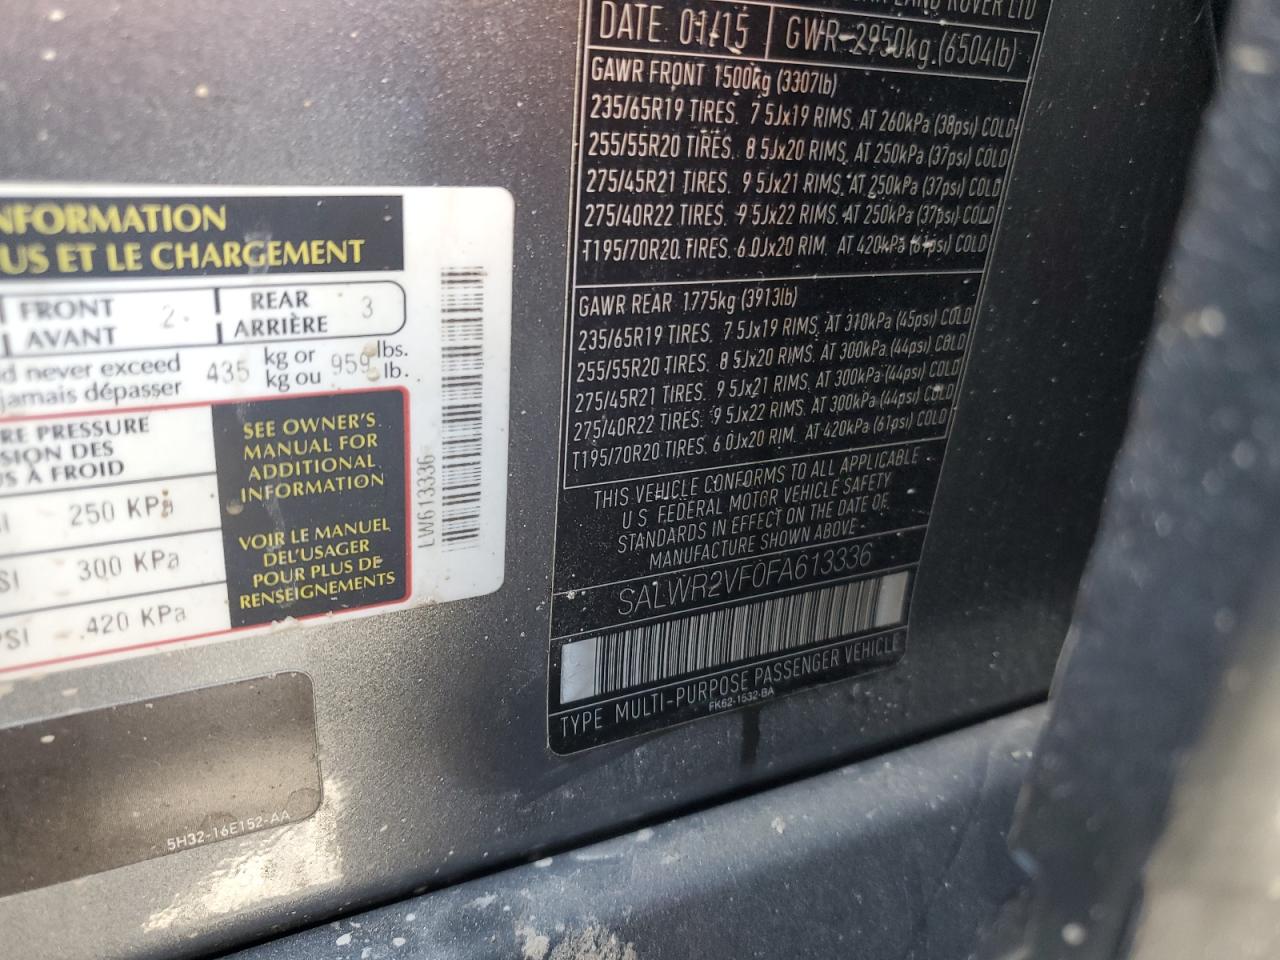 NFORMATION
US ET LE CHARGEMENT
FRONT 2 REAR 3
AVANT ARRIÈRE
d never exceed 435 kg or 959 lbs.
jamais dépasser kg ou lb.
RE PRESSURE
SION DES
S À FROID
250 KPa
SI 300 KPa
PSI 420 KPa
SEE OWNER'S
MANUAL FOR
ADDITIONAL
INFORMATION
VOIR LE MANUEL
DEL'USAGER
POUR PLUS DE
RENSEIGNEMENTS
LW613336
5H32-16E152-AA
LAND ROVER LTD
DATE 01/15 GWR 2950kg (6504lb)
GAWR FRONT 1500kg (3307lb)
235/65R19 TIRES. 7.5Jx19 RIMS. AT 260kPa (38psi) COLD
255/55R20 TIRES. 8.5Jx20 RIMS. AT 250kPa (37psi) COLD
275/45R21 TIRES. 9.5Jx21 RIMS. AT 250kPa (37psi) COLD
275/40R22 TIRES. 9.5Jx22 RIMS. AT 250kPa (37psi) COLD
T195/70R20 TIRES. 6.0Jx20 RIM. AT 420kPa (61psi) COLD
GAWR REAR 1775kg (3913lb)
235/65R19 TIRES. 7.5Jx19 RIMS. AT 310kPa (45psi) COLD
255/55R20 TIRES. 8.5Jx20 RIMS. AT 300kPa (44psi) COLD
275/45R21 TIRES. 9.5Jx21 RIMS. AT 300kPa (44psi) COLD
275/40R22 TIRES. 9.5Jx22 RIMS. AT 300kPa (44psi) COLD
T195/70R20 TIRES. 6.0Jx20 RIM. AT 420kPa (61psi) COLD
THIS VEHICLE CONFORMS TO ALL APPLICABLE
U.S. FEDERAL MOTOR VEHICLE SAFETY
STANDARDS IN EFFECT ON THE DATE OF
MANUFACTURE SHOWN ABOVE
SALWR2VF0FA613336
TYPE MULTI-PURPOSE PASSENGER VEHICLE
FK62-1532-BA